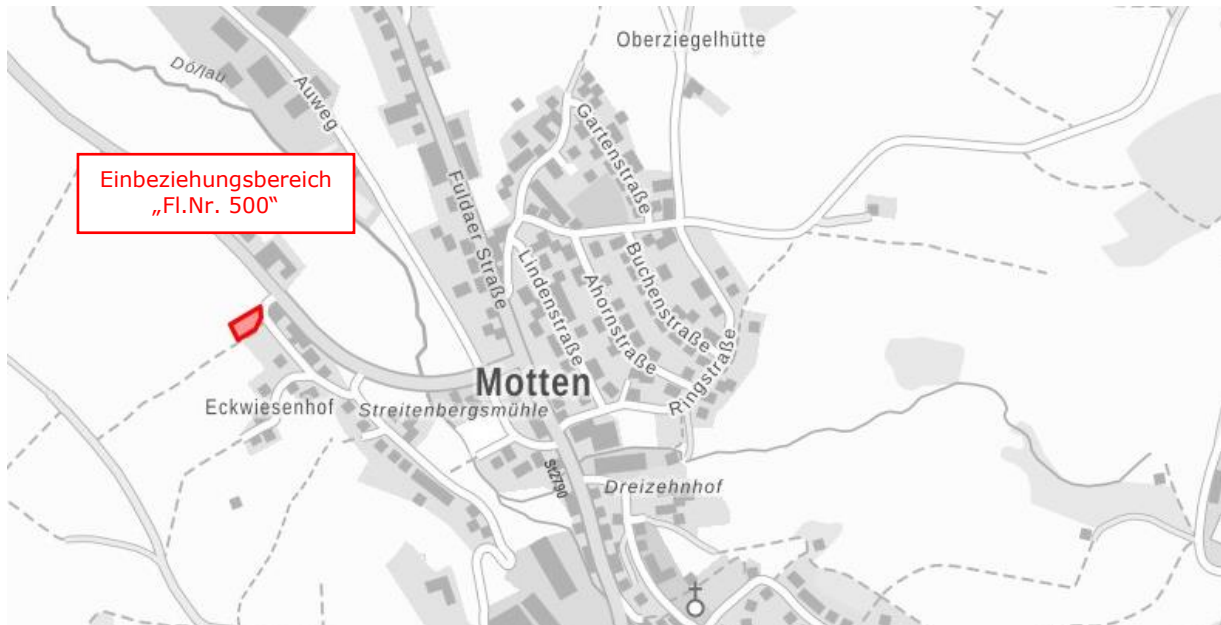 Oberziegelhütte
Döllau
Auweg
Gartenstraße
Einbeziehungsbereich
„Fl.Nr. 500“
Fuldaer Straße
Lindenstraße
Buchenstraße
Ahornstraße
Ringstraße
Motten
Eckwiesenhof
Streitenbergsmühle
St2790
Dreizehnhof